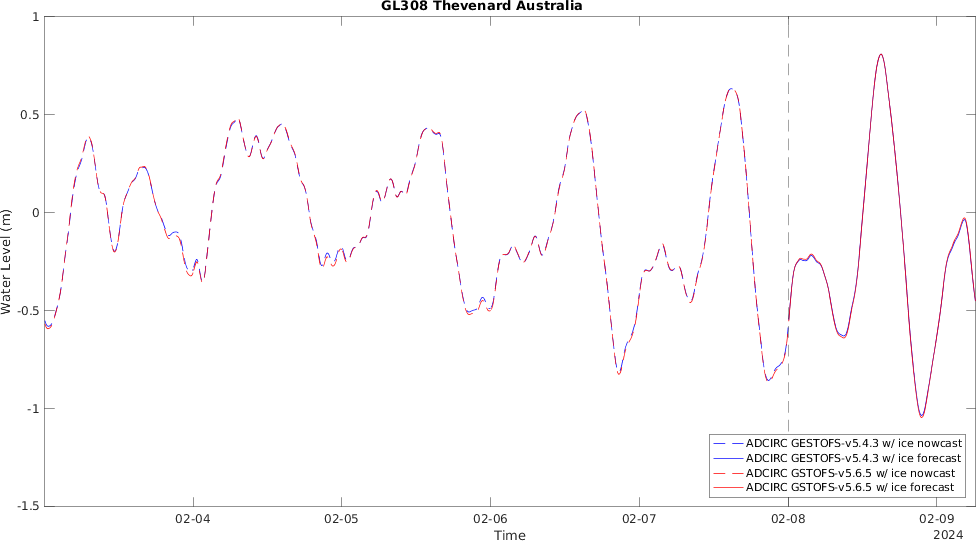 GL308 Thevenard Australia
1
0.5
0
-0.5
-1
-1.5
Water Level (m)
02-04
02-05
02-06
02-07
02-08
02-09
Time
2024
ADCIRC GESTOFS-v5.4.3 w/ ice nowcast
ADCIRC GESTOFS-v5.4.3 w/ ice forecast
ADCIRC GSTOFS-v5.6.5 w/ ice nowcast
ADCIRC GSTOFS-v5.6.5 w/ ice forecast